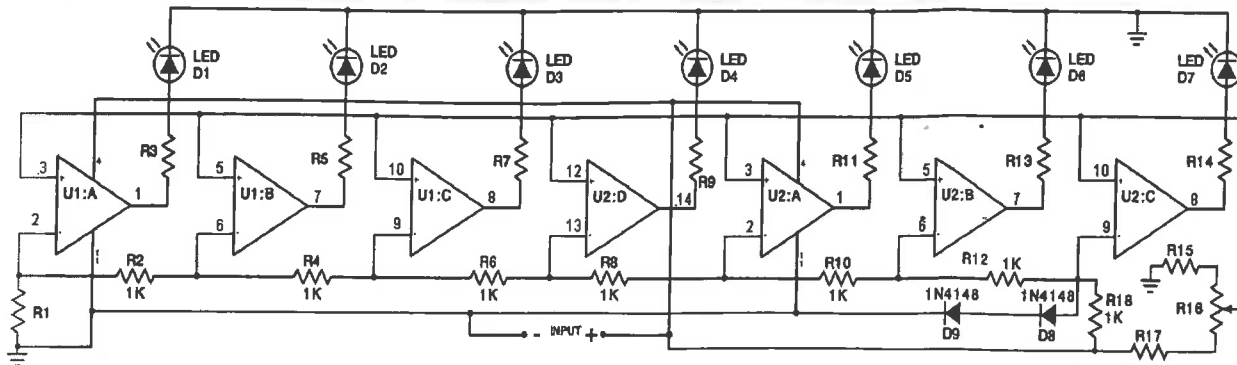 LED D1
LED D2
LED D3
LED D4
LED D5
LED D6
LED D7
R3
R5
R7
R9
R11
R13
R14
3
4
+
U1:A
1
2
-
11
5
+
U1:B
7
6
-
10
+
U1:C
8
9
-
12
+
U2:D
14
13
-
3
4
+
U2:A
1
2
-
11
5
+
U2:B
7
6
-
10
+
U2:C
8
9
-
R1
R2
1K
R4
1K
R6
1K
R8
1K
R10
1K
R12
1K
1N4148
D9
1N4148
D8
R18
1K
R15
R16
R17
- INPUT +